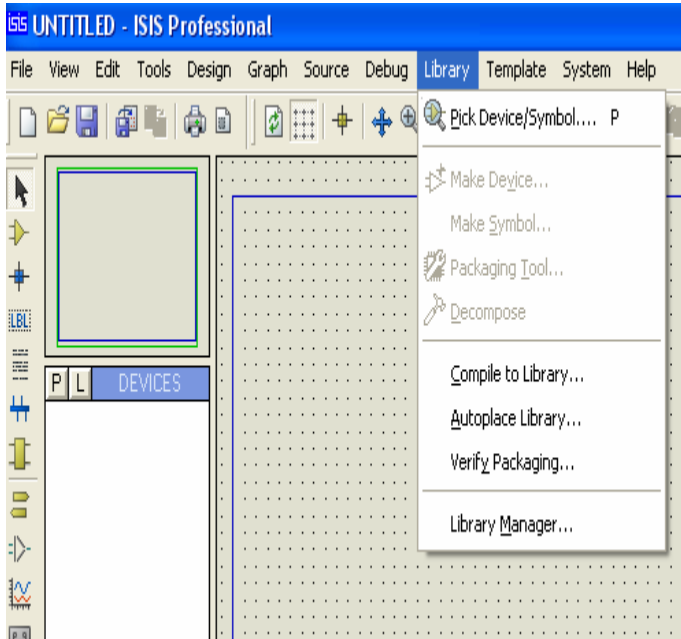 isis UNTITLED - ISIS Professional
File View Edit Tools Design Graph Source Debug Library Template System Help
Pick Device/Symbol.... P
Make Device...
Make Symbol...
Packaging Tool...
Decompose
Compile to Library...
Autoplace Library...
Verify Packaging...
Library Manager...
LBL
P L DEVICES